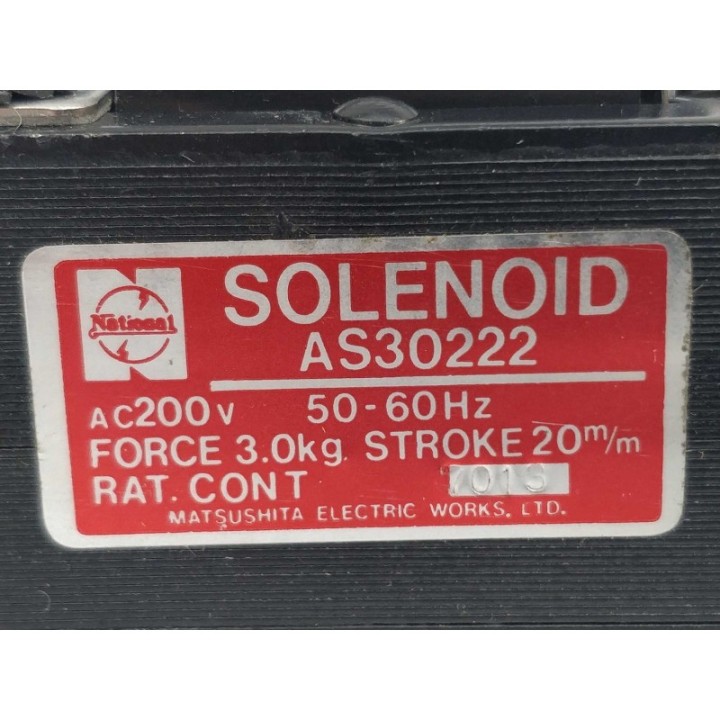 National
SOLENOID
AS30222
AC200V 50-60Hz
FORCE 3.0kg. STROKE 20m/m
RAT. CONT
MATSUSHITA ELECTRIC WORKS, LTD.